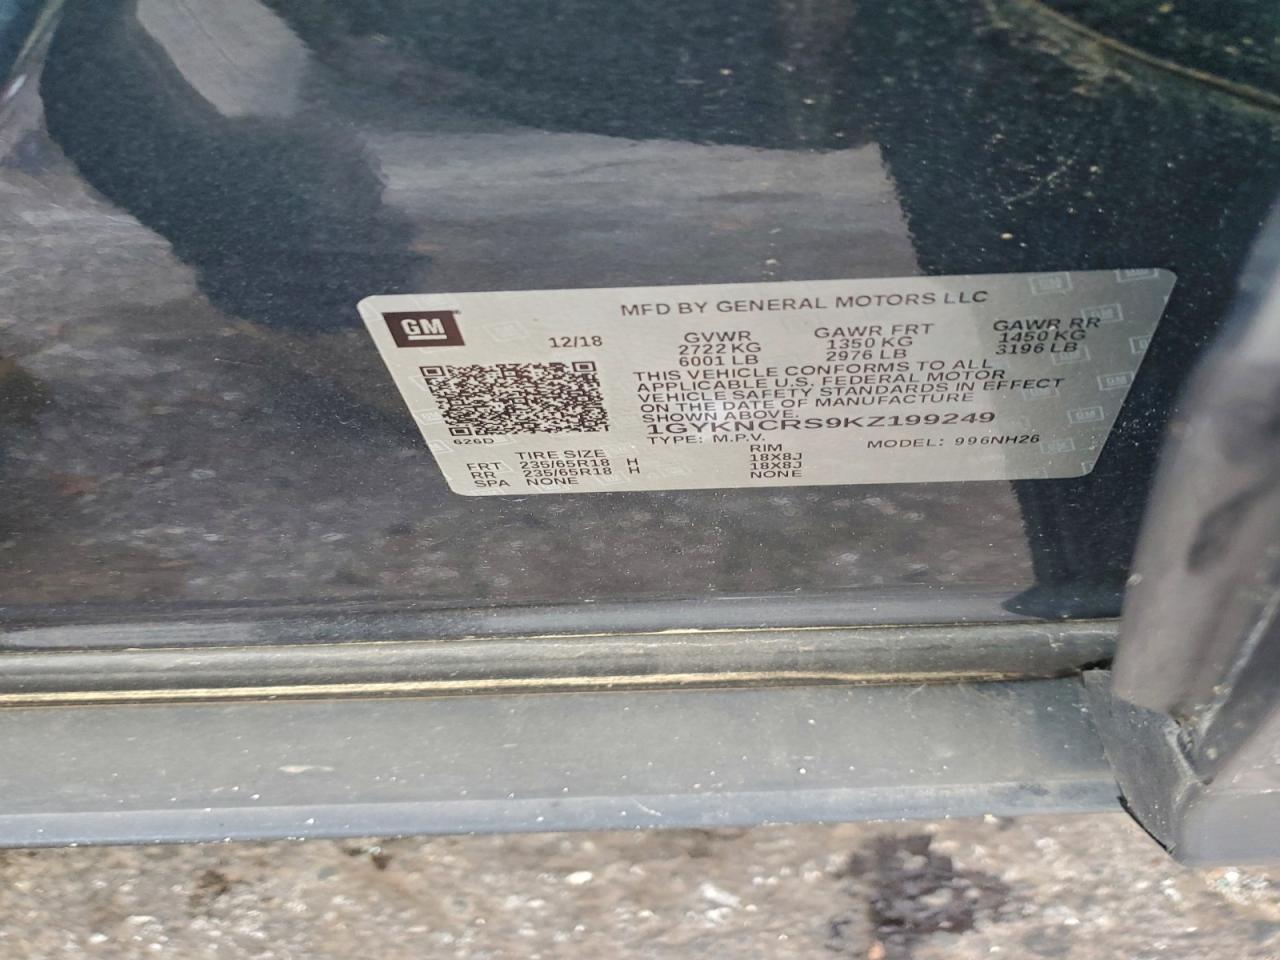 MFD BY GENERAL MOTORS LLC
GM
12/18
GVWR GAWR FRT GAWR RR
2722 KG 1350 KG 1450 KG
6001 LB 2976 LB 3196 LB
THIS VEHICLE CONFORMS TO ALL
APPLICABLE U.S. FEDERAL MOTOR
VEHICLE SAFETY STANDARDS IN EFFECT
ON THE DATE OF MANUFACTURE
SHOWN ABOVE.
1GYKNCRS9KZ199249
626D
TYPE: M.P.V. MODEL: 996NH26
TIRE SIZE RIM
FRT 235/65R18 H 18X8J
RR 235/65R18 H 18X8J
SPA NONE NONE